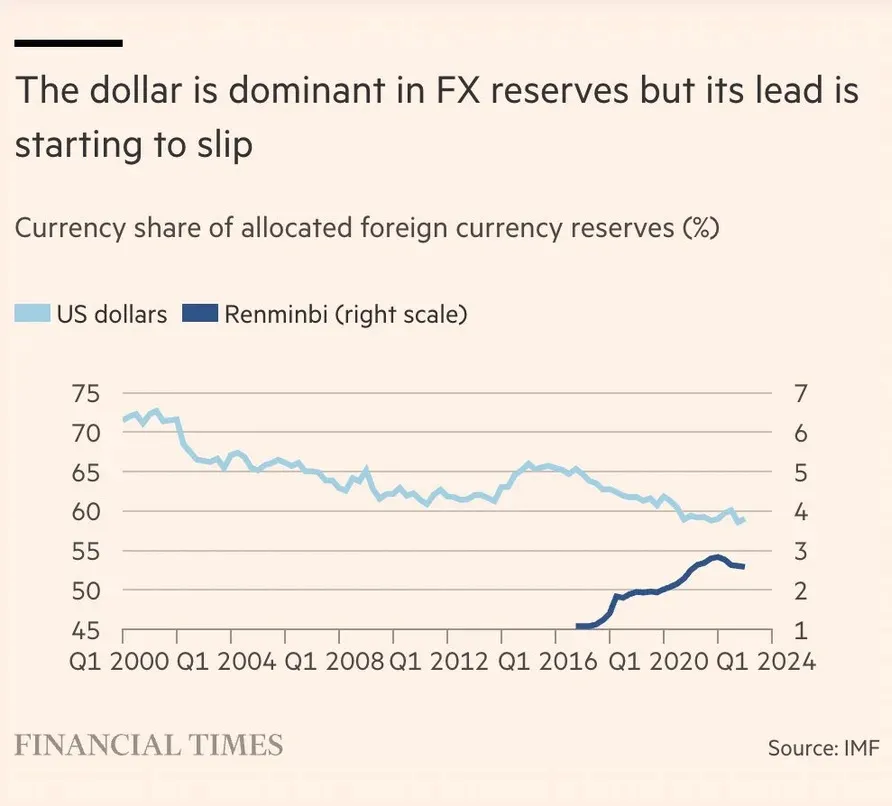 The dollar is dominant in FX reserves but its lead is
starting to slip
Currency share of allocated foreign currency reserves (%)
US dollars Renminbi (right scale)
75 7
70 6
65 5
60 4
55 3
50 2
45 1
Q1 2000 Q1 2004 Q1 2008 Q1 2012 Q1 2016 Q1 2020 Q1 2024
FINANCIAL TIMES Source: IMF